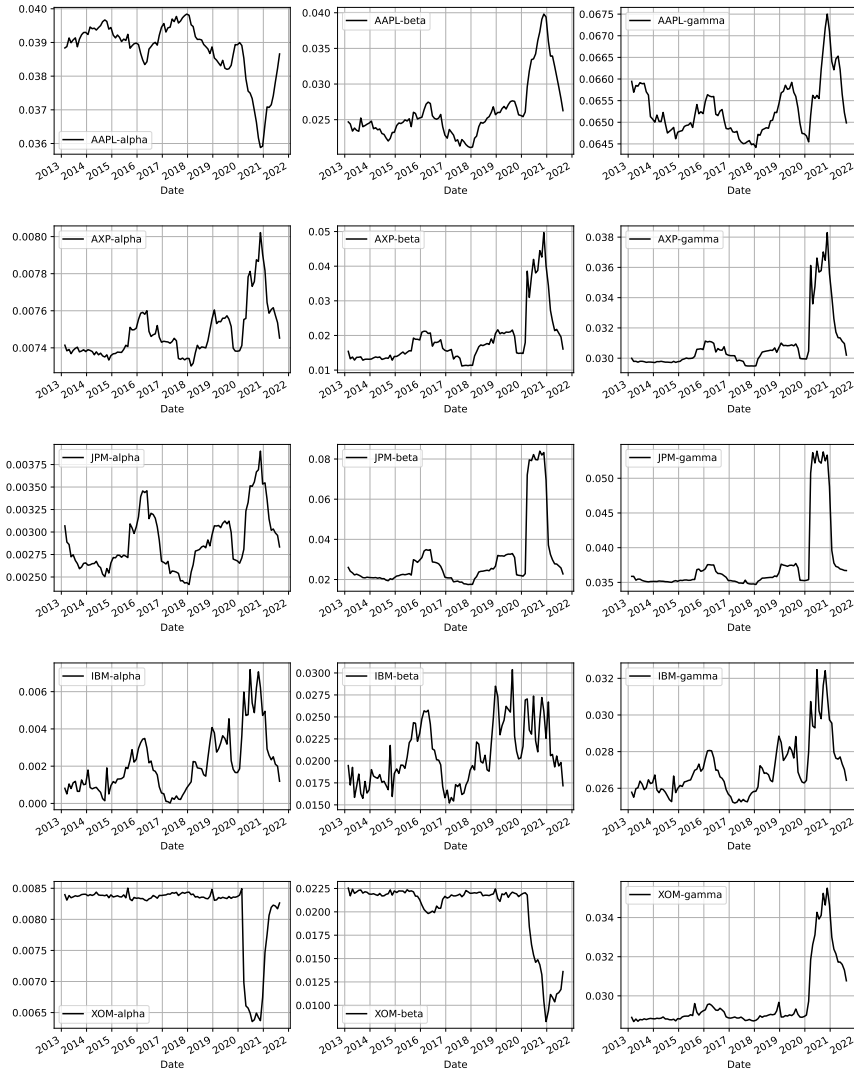 0.040
0.039
0.038
0.037
0.036
AAPL-alpha
2013 2014 2015 2016 2017 2018 2019 2020 2021 2022
Date
0.040
0.035
0.030
0.025
AAPL-beta
2013 2014 2015 2016 2017 2018 2019 2020 2021 2022
Date
0.0675
0.0670
0.0665
0.0660
0.0655
0.0650
0.0645
AAPL-gamma
2013 2014 2015 2016 2017 2018 2019 2020 2021 2022
Date
0.0080
0.0078
0.0076
0.0074
AXP-alpha
2013 2014 2015 2016 2017 2018 2019 2020 2021 2022
Date
0.05
0.04
0.03
0.02
0.01
AXP-beta
2013 2014 2015 2016 2017 2018 2019 2020 2021 2022
Date
0.038
0.036
0.034
0.032
0.030
AXP-gamma
2013 2014 2015 2016 2017 2018 2019 2020 2021 2022
Date
0.00375
0.00350
0.00325
0.00300
0.00275
0.00250
JPM-alpha
2013 2014 2015 2016 2017 2018 2019 2020 2021 2022
Date
0.08
0.06
0.04
0.02
JPM-beta
2013 2014 2015 2016 2017 2018 2019 2020 2021 2022
Date
0.050
0.045
0.040
0.035
JPM-gamma
2013 2014 2015 2016 2017 2018 2019 2020 2021 2022
Date
0.006
0.004
0.002
0.000
IBM-alpha
2013 2014 2015 2016 2017 2018 2019 2020 2021 2022
Date
0.0300
0.0275
0.0250
0.0225
0.0200
0.0175
0.0150
IBM-beta
2013 2014 2015 2016 2017 2018 2019 2020 2021 2022
Date
0.032
0.030
0.028
0.026
IBM-gamma
2013 2014 2015 2016 2017 2018 2019 2020 2021 2022
Date
0.0085
0.0080
0.0075
0.0070
0.0065
XOM-alpha
2013 2014 2015 2016 2017 2018 2019 2020 2021 2022
Date
0.0225
0.0200
0.0175
0.0150
0.0125
0.0100
XOM-beta
2013 2014 2015 2016 2017 2018 2019 2020 2021 2022
Date
0.034
0.032
0.030
XOM-gamma
2013 2014 2015 2016 2017 2018 2019 2020 2021 2022
Date